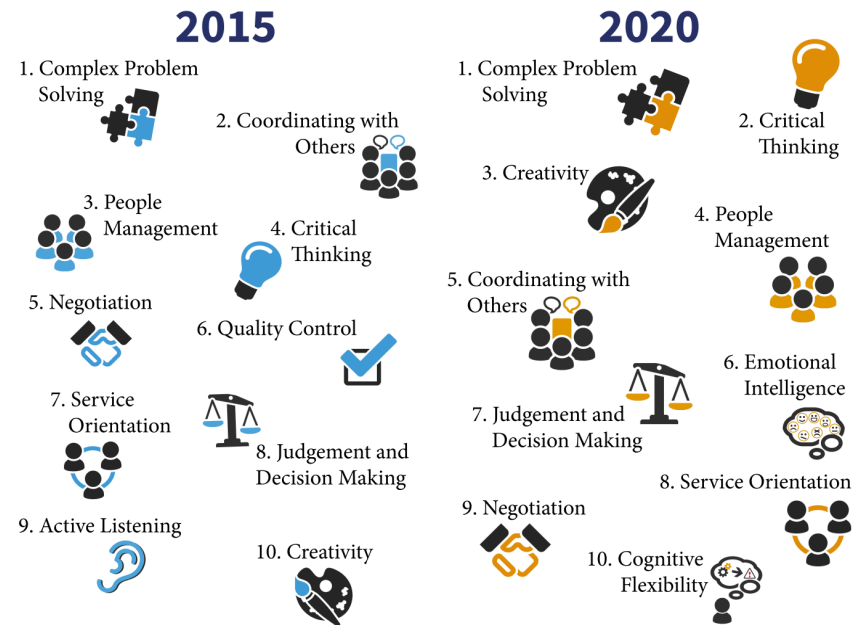 2015
1. Complex Problem
Solving
2. Coordinating with
Others
3. People
Management
4. Critical
Thinking
5. Negotiation
6. Quality Control
7. Service
Orientation
8. Judgement and
Decision Making
9. Active Listening
10. Creativity
2020
1. Complex Problem
Solving
2. Critical
Thinking
3. Creativity
4. People
Management
5. Coordinating with
Others
6. Emotional
Intelligence
7. Judgement and
Decision Making
8. Service Orientation
9. Negotiation
10. Cognitive
Flexibility